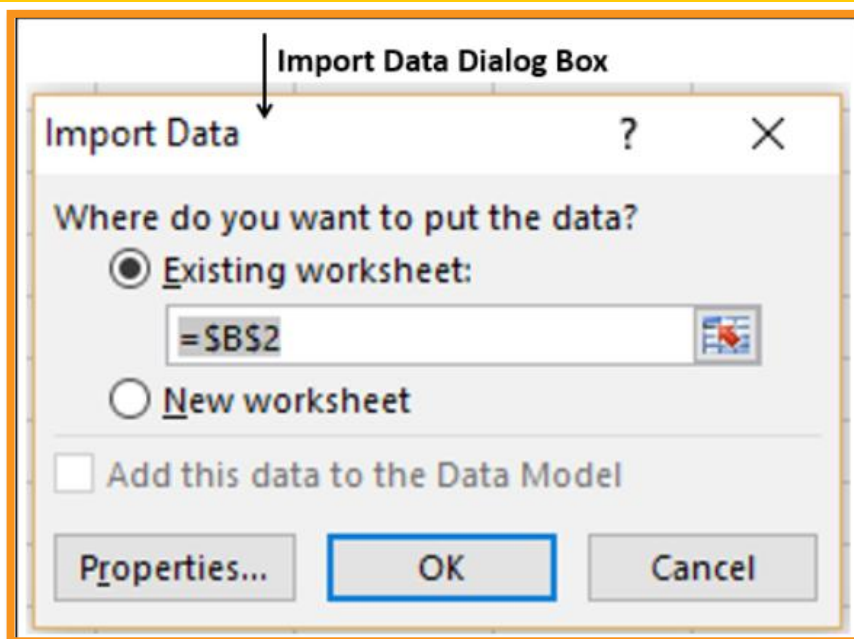 Import Data Dialog Box
Import Data ?
Where do you want to put the data?
Existing worksheet:
=$B$2
New worksheet
Add this data to the Data Model
Properties... OK Cancel